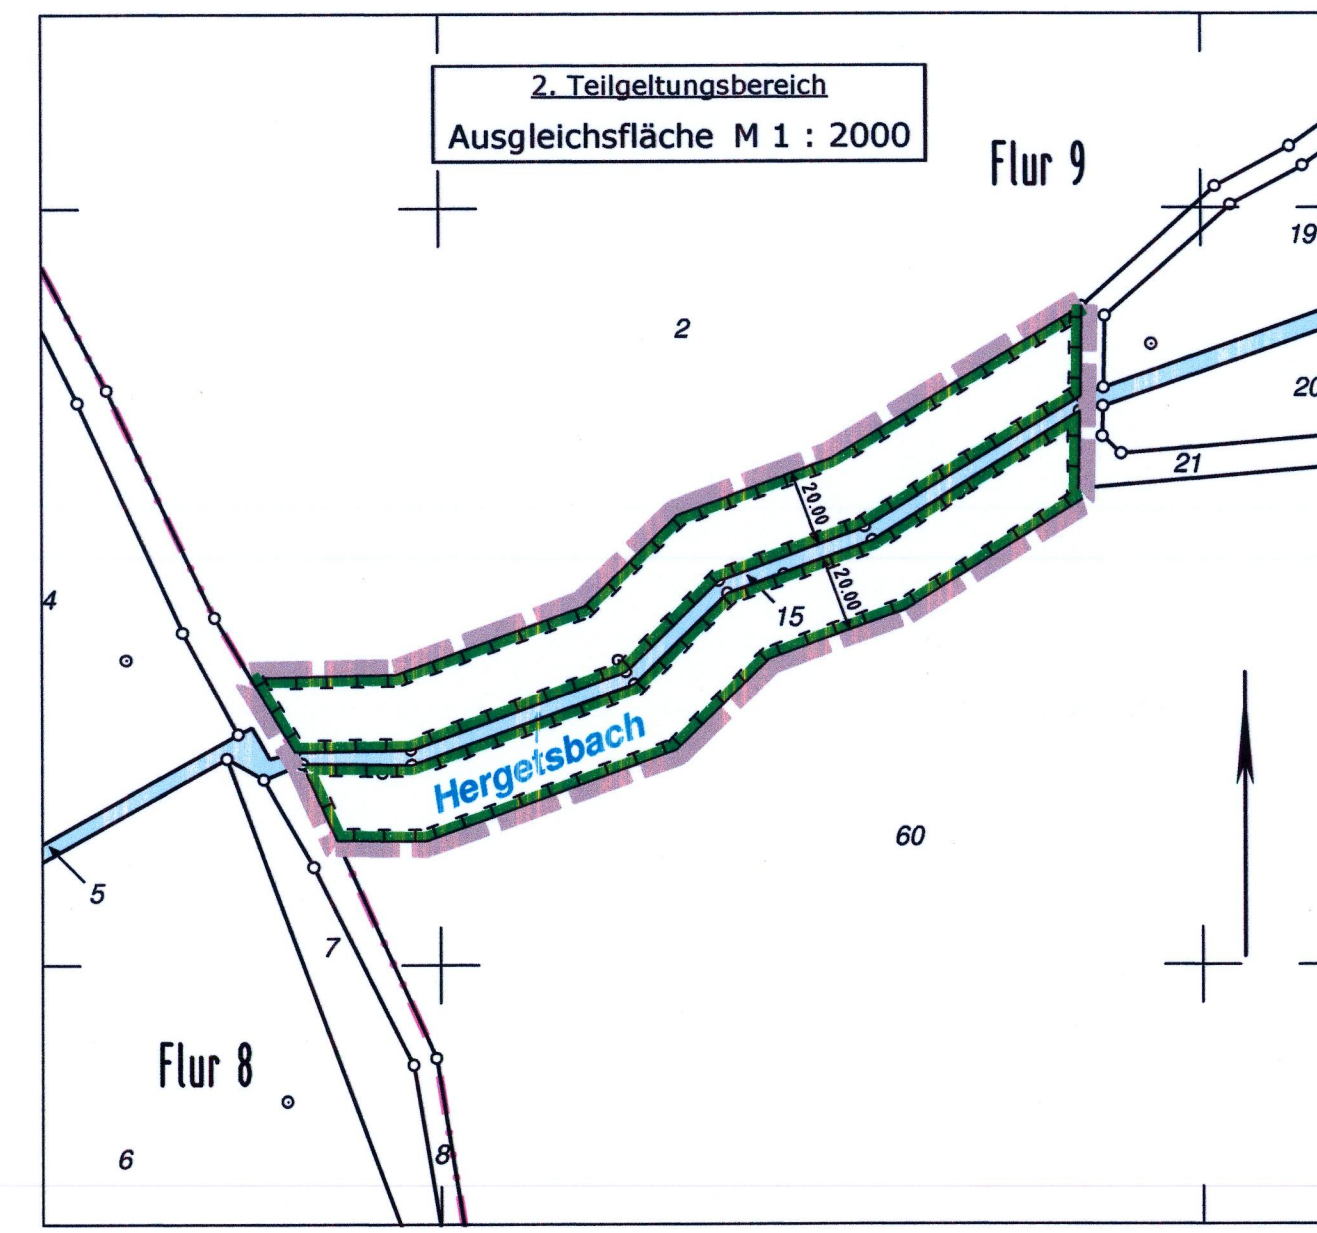 2. Teilgeltungsbereich
Ausgleichsfläche M 1 : 2000
Flur 9
19
2
20
21
20.00
20.00
15
4
Hergetsbach
60
5
7
Flur 8
6
8